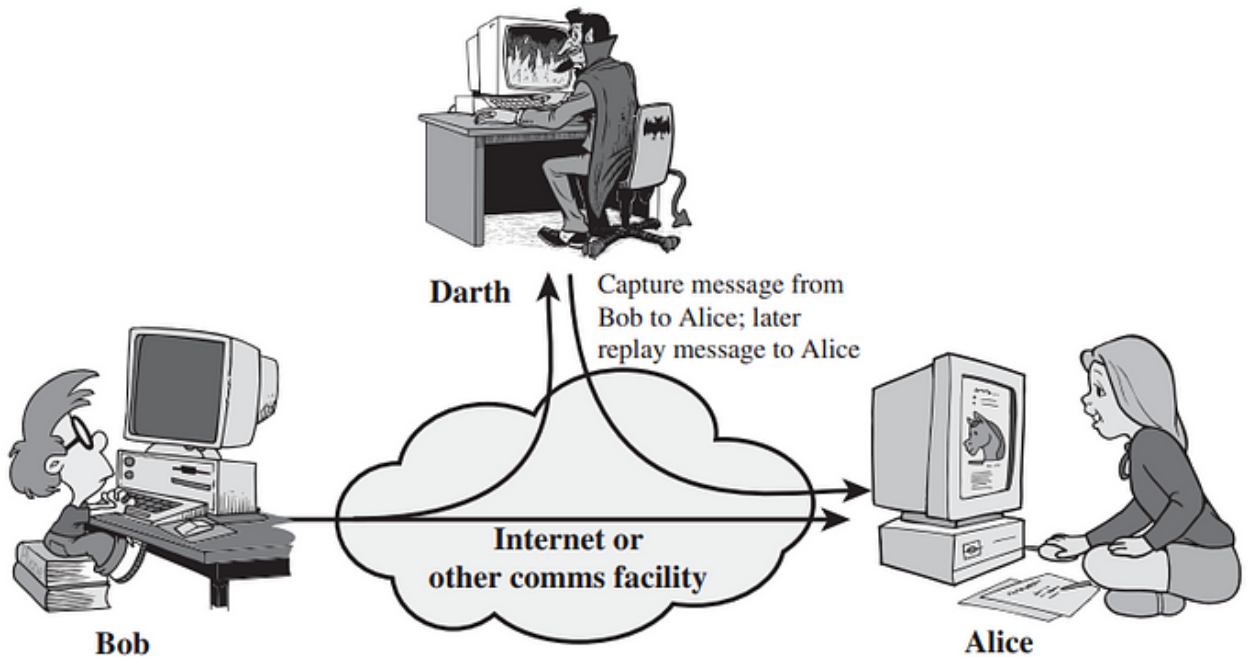 Darth
Capture message from
Bob to Alice; later
replay message to Alice
Internet or
other comms facility
Bob
Alice